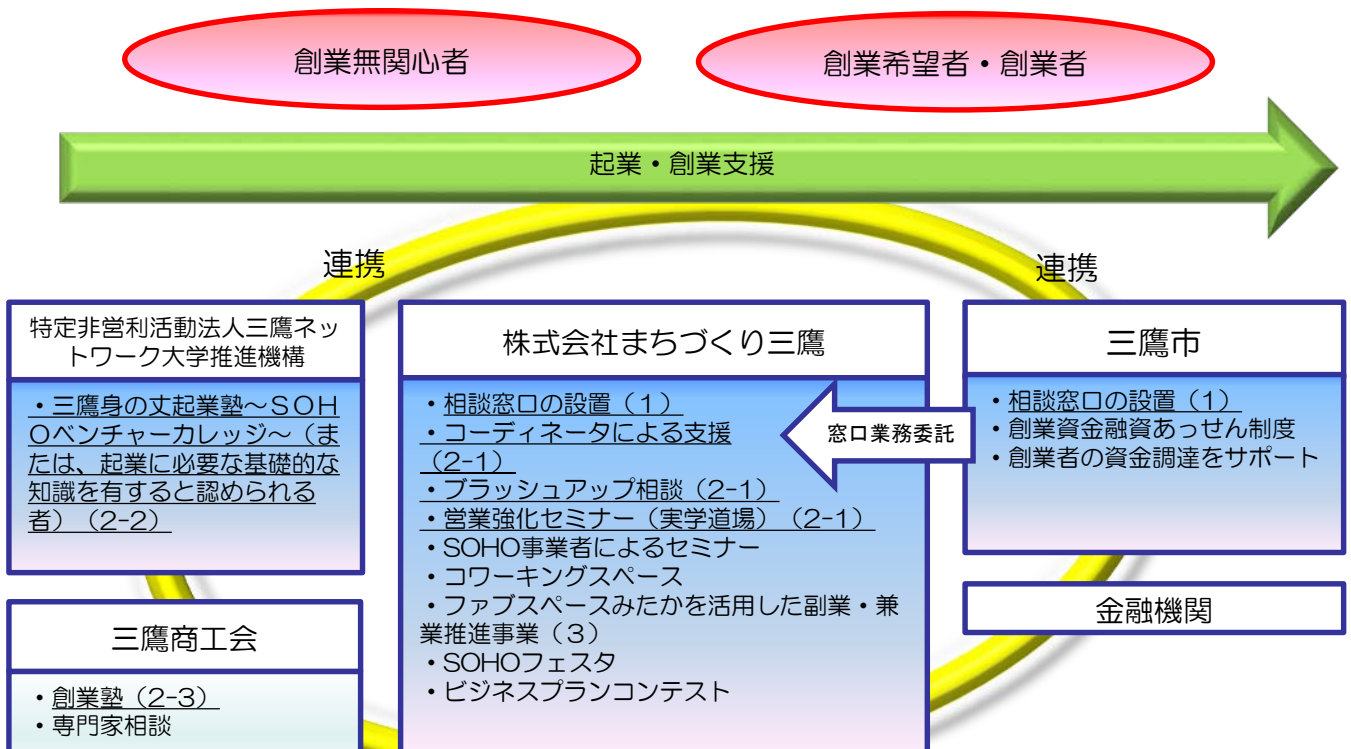 創業無関心者
創業希望者・創業者
起業・創業支援
連携
連携
特定非営利活動法人三鷹ネッ
トワーク大学推進機構
・三鷹身の丈起業塾～SOH
Oベンチャーカレッジ～（ま
たは、起業に必要な基礎的な
知識を有すると認められる
者）（2-2）
三鷹商工会
・創業塾（2-3）
・専門家相談
株式会社まちづくり三鷹
・相談窓口の設置（1）
・コーディネータによる支援
（2-1）
・ブラッシュアップ相談（2-1）
・営業強化セミナー（実学道場）（2-1）
・SOHO事業者によるセミナー
・コワーキングスペース
・ファブスペースみたかを活用した副業・兼
業推進事業（3）
・SOHOフェスタ
・ビジネスプランコンテスト
窓口業務委託
三鷹市
・相談窓口の設置（1）
・創業資金融資あっせん制度
・創業者の資金調達をサポート
金融機関